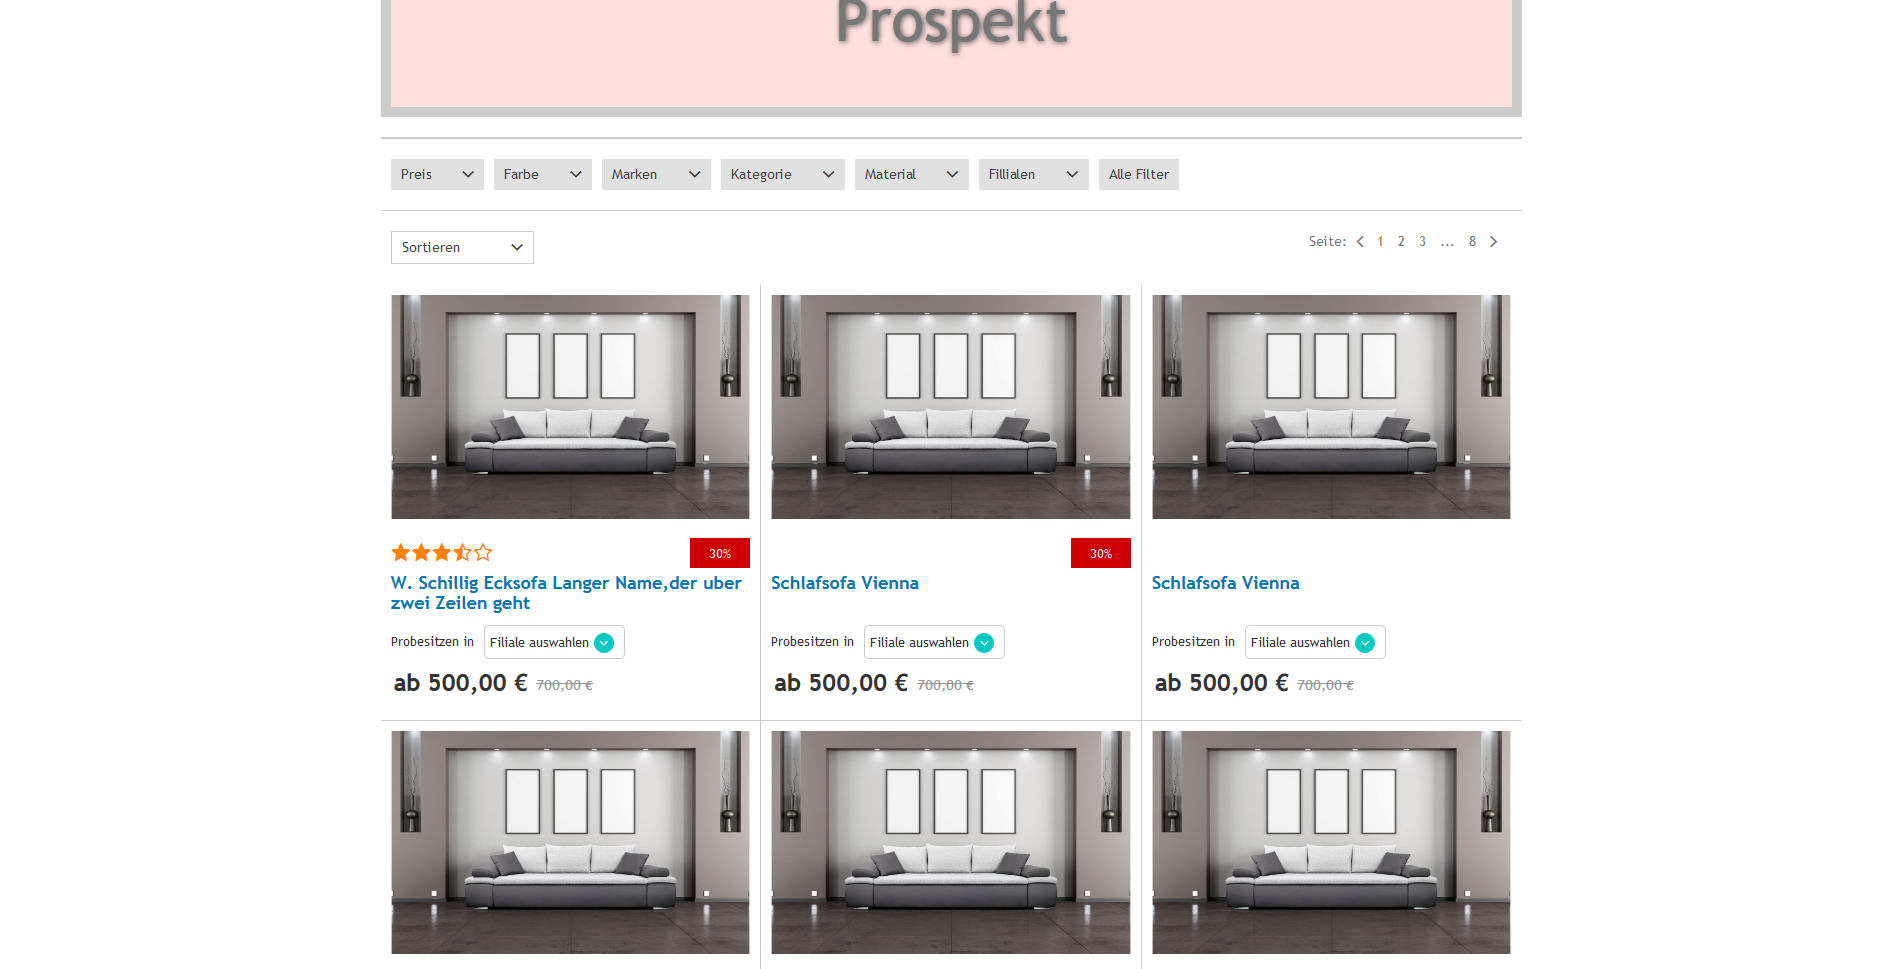 Prospekt
Preis Farbe Marken Kategorie Material Fillialen Alle Filter
Sortieren Seite: 1 2 3 ... 8
30% 30%
W. Schillig Ecksofa Langer Name,der uber
zwei Zeilen geht
Schlafsofa Vienna
Schlafsofa Vienna
Probesitzen in Filiale auswahlen
Probesitzen in Filiale auswahlen
Probesitzen in Filiale auswahlen
ab 500,00 € 700,00 €
ab 500,00 € 700,00 €
ab 500,00 € 700,00 €